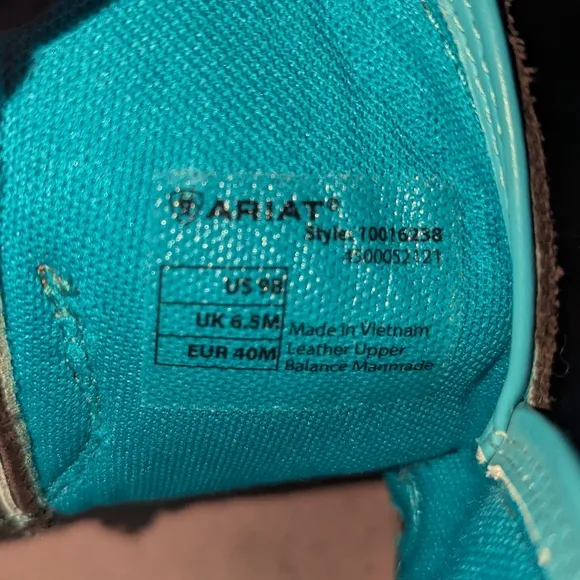 ARIAT®
Style: 10016238
4500052121
US 9B
UK 6.5M
EUR 40M
Made in Vietnam
Leather Upper
Balance Manmade